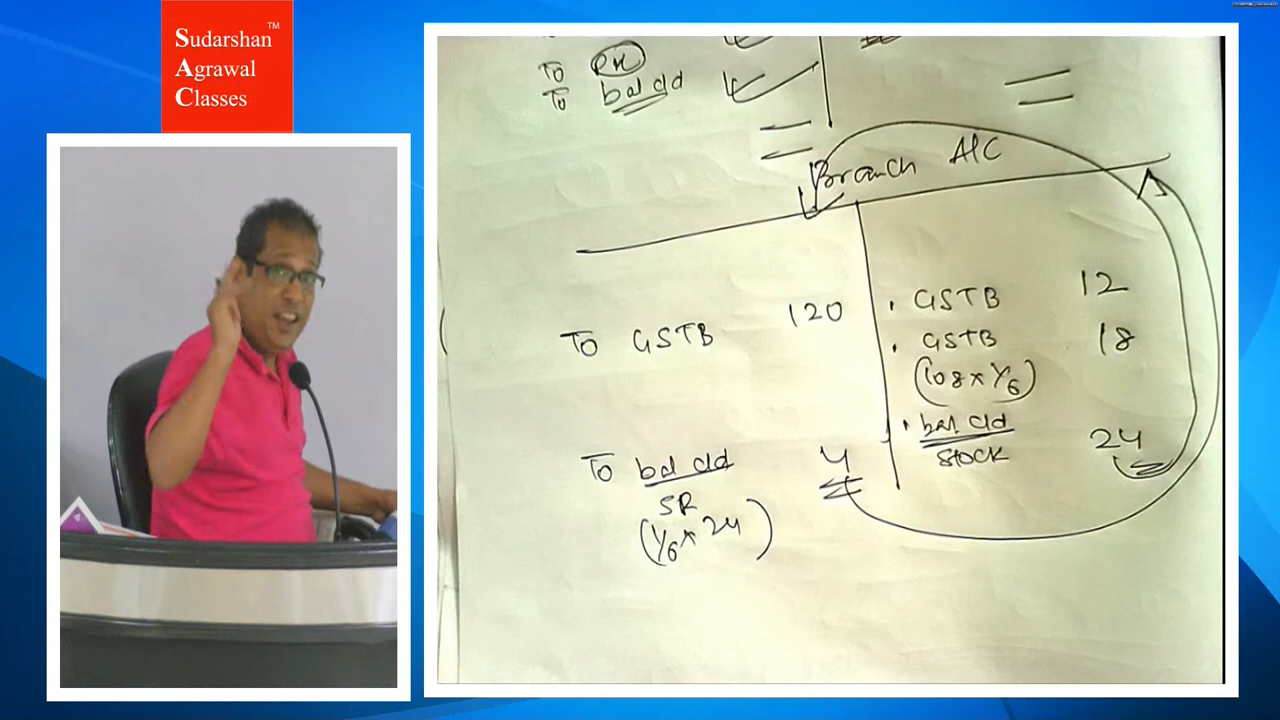 Sudarshan™
Agrawal
Classes
To
To bal c/d
Branch A/C
To GSTB 120
To bal c/d 4
SR
(1/6 x 24)
GSTB 12
GSTB 18
(108 x 1/6)
bal. c/d 24
Stock